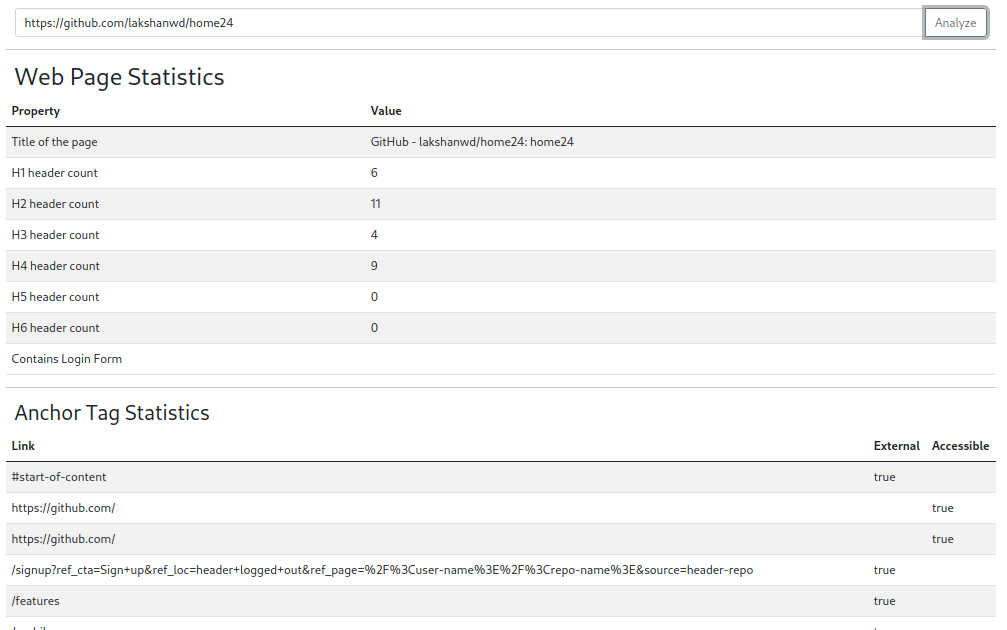 https://github.com/lakshanwd/home24 Analyze
Web Page Statistics
Property Value
Title of the page GitHub - lakshanwd/home24: home24
H1 header count 6
H2 header count 11
H3 header count 4
H4 header count 9
H5 header count 0
H6 header count 0
Contains Login Form
Anchor Tag Statistics
Link External Accessible
#start-of-content true
https://github.com/ true
https://github.com/ true
/signup?ref_cta=Sign+up&ref_loc=header+logged+out&ref_page=%2F%3Cuser-name%3E%2F%3Crepo-name%3E&source=header-repo true
/features true